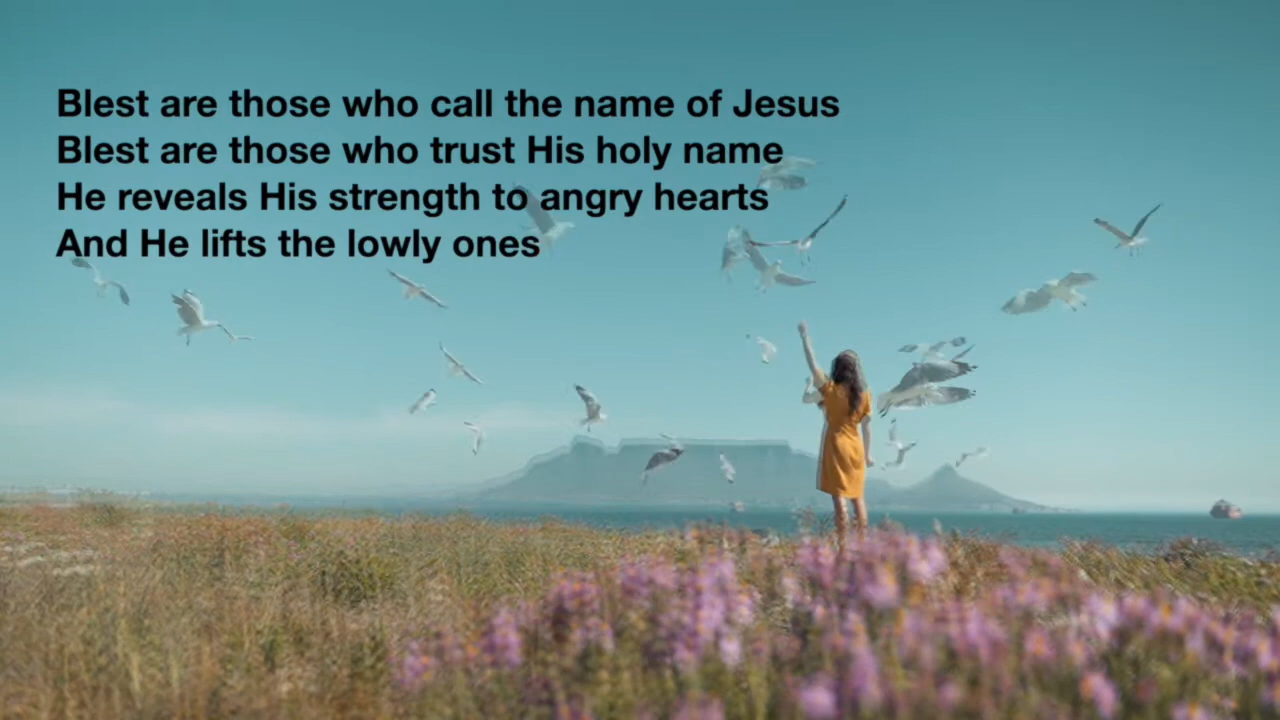 Blest are those who call the name of Jesus
Blest are those who trust His holy name
He reveals His strength to angry hearts
And He lifts the lowly ones